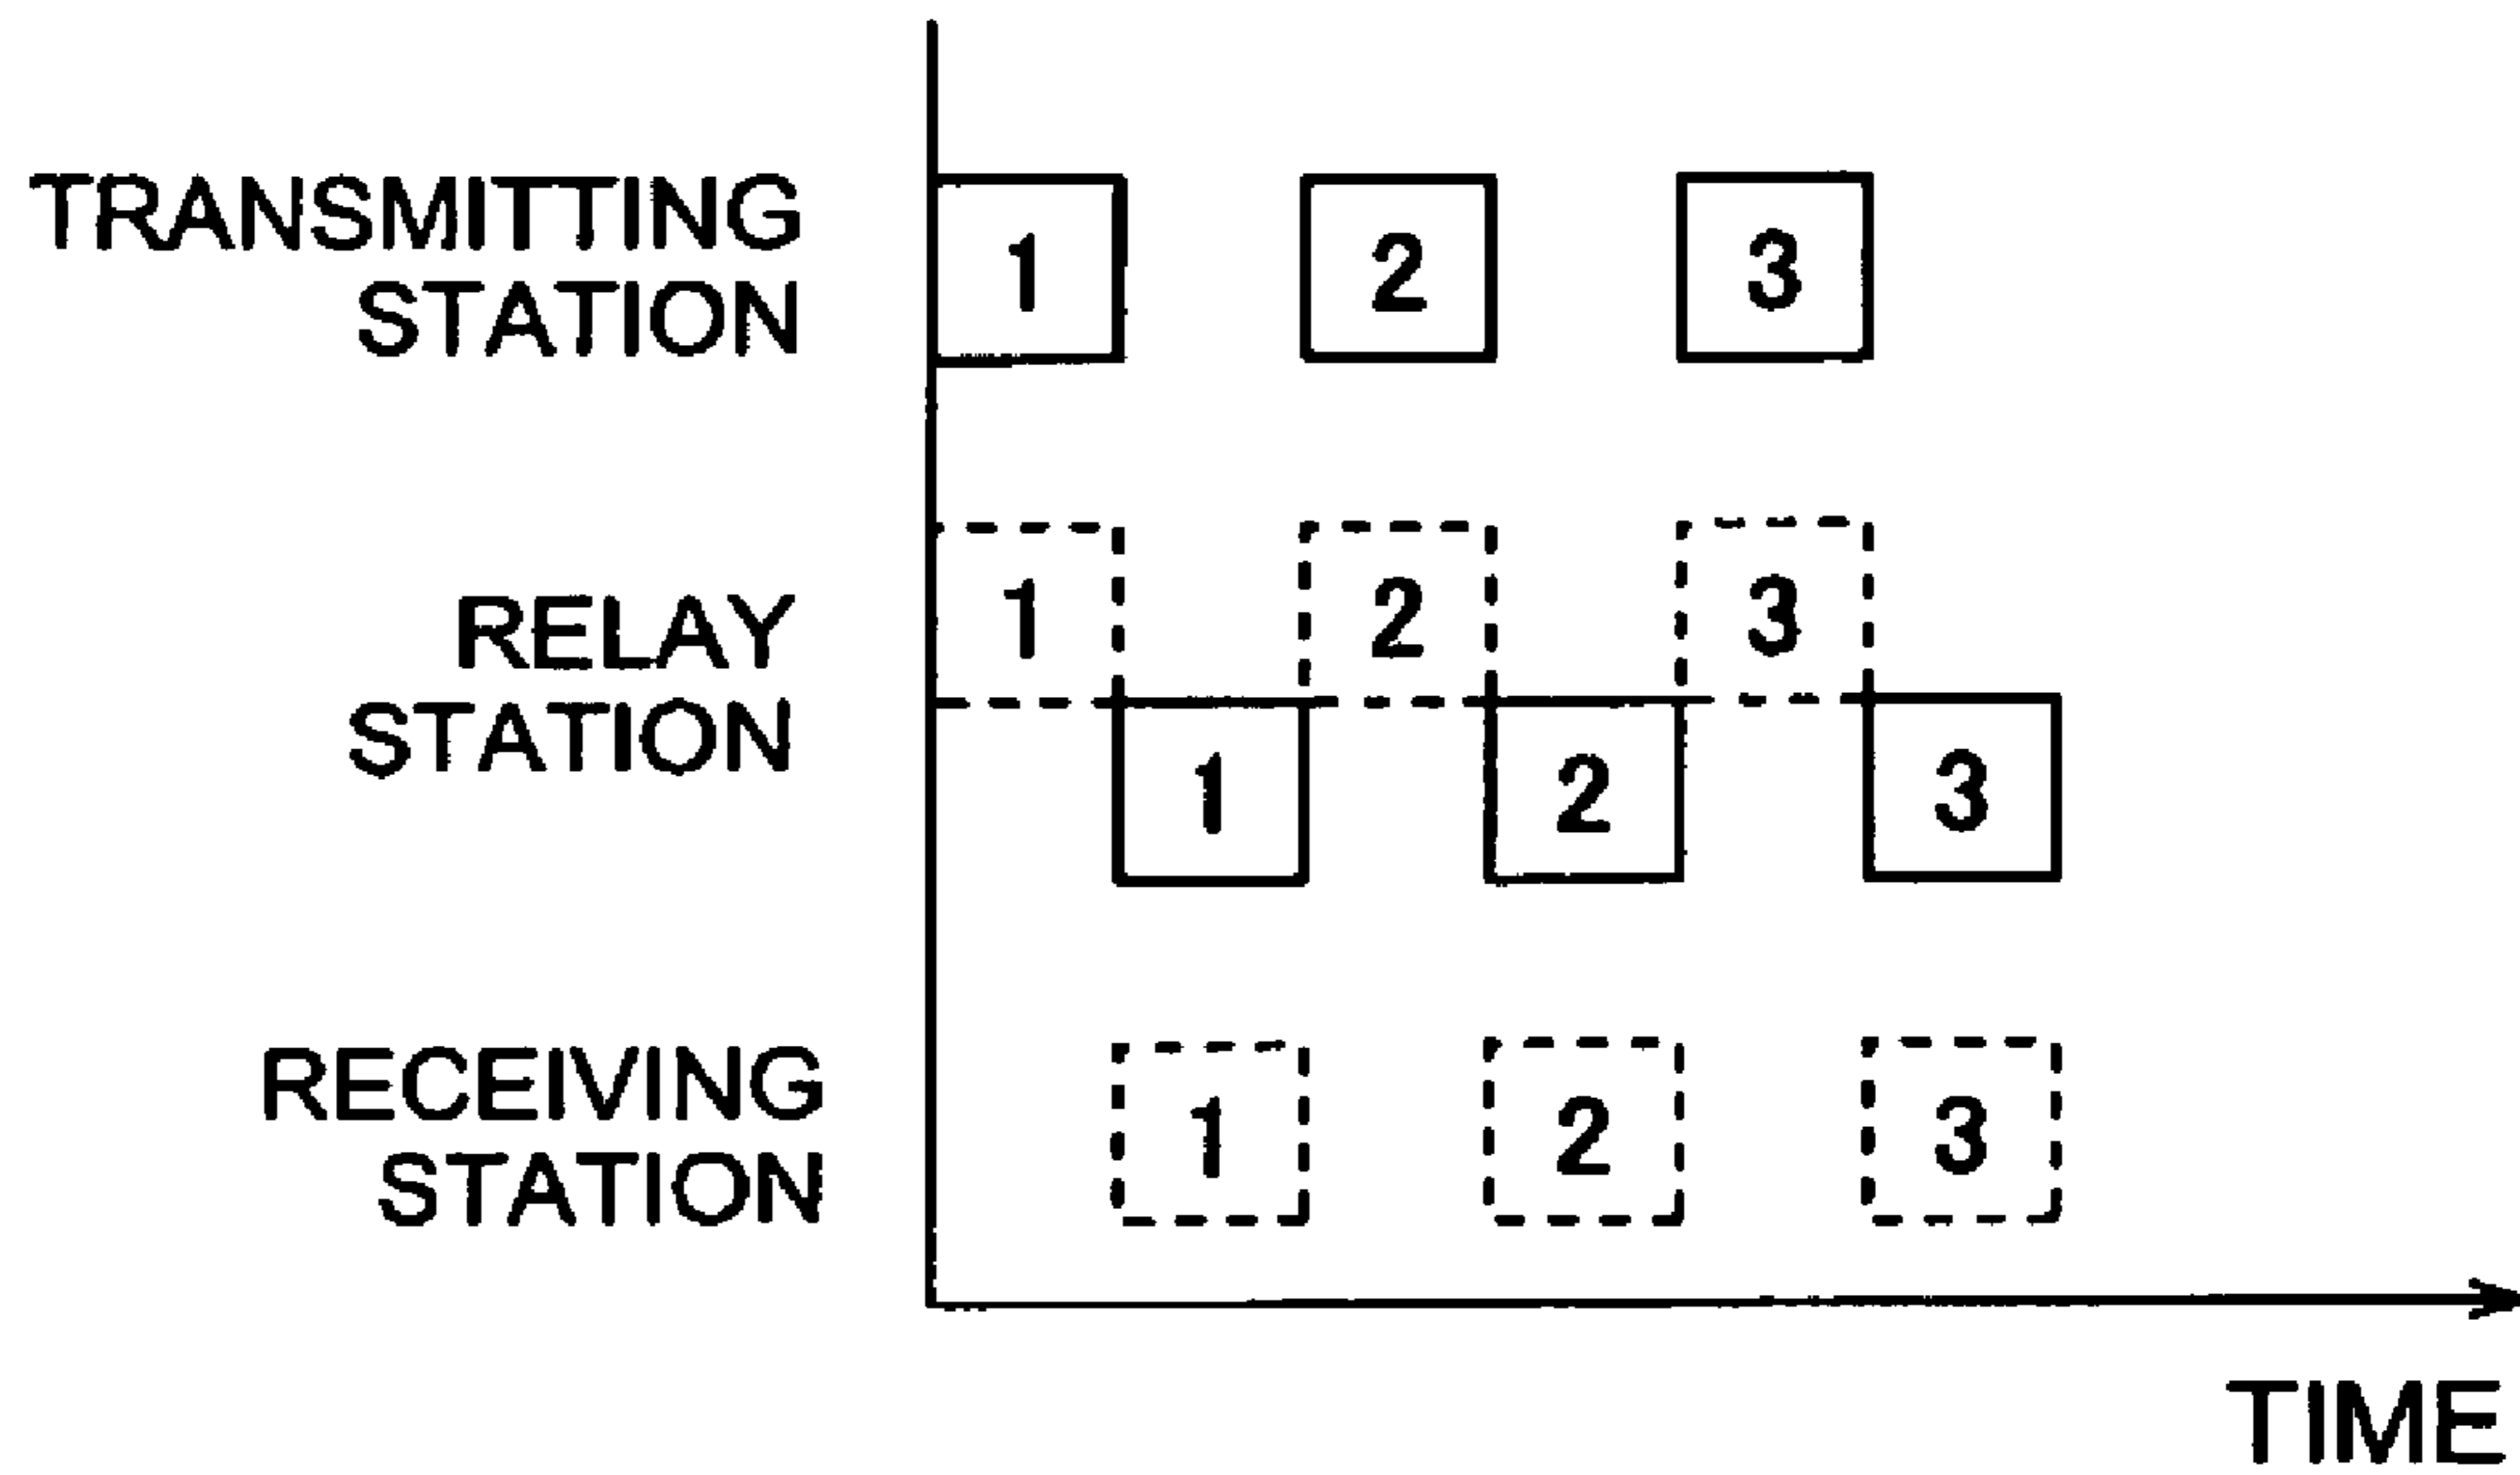 TRANSMITTING
STATION
1 2 3
RELAY
STATION
1 2 3
1 2 3
RECEIVING
STATION
1 2 3
TIME